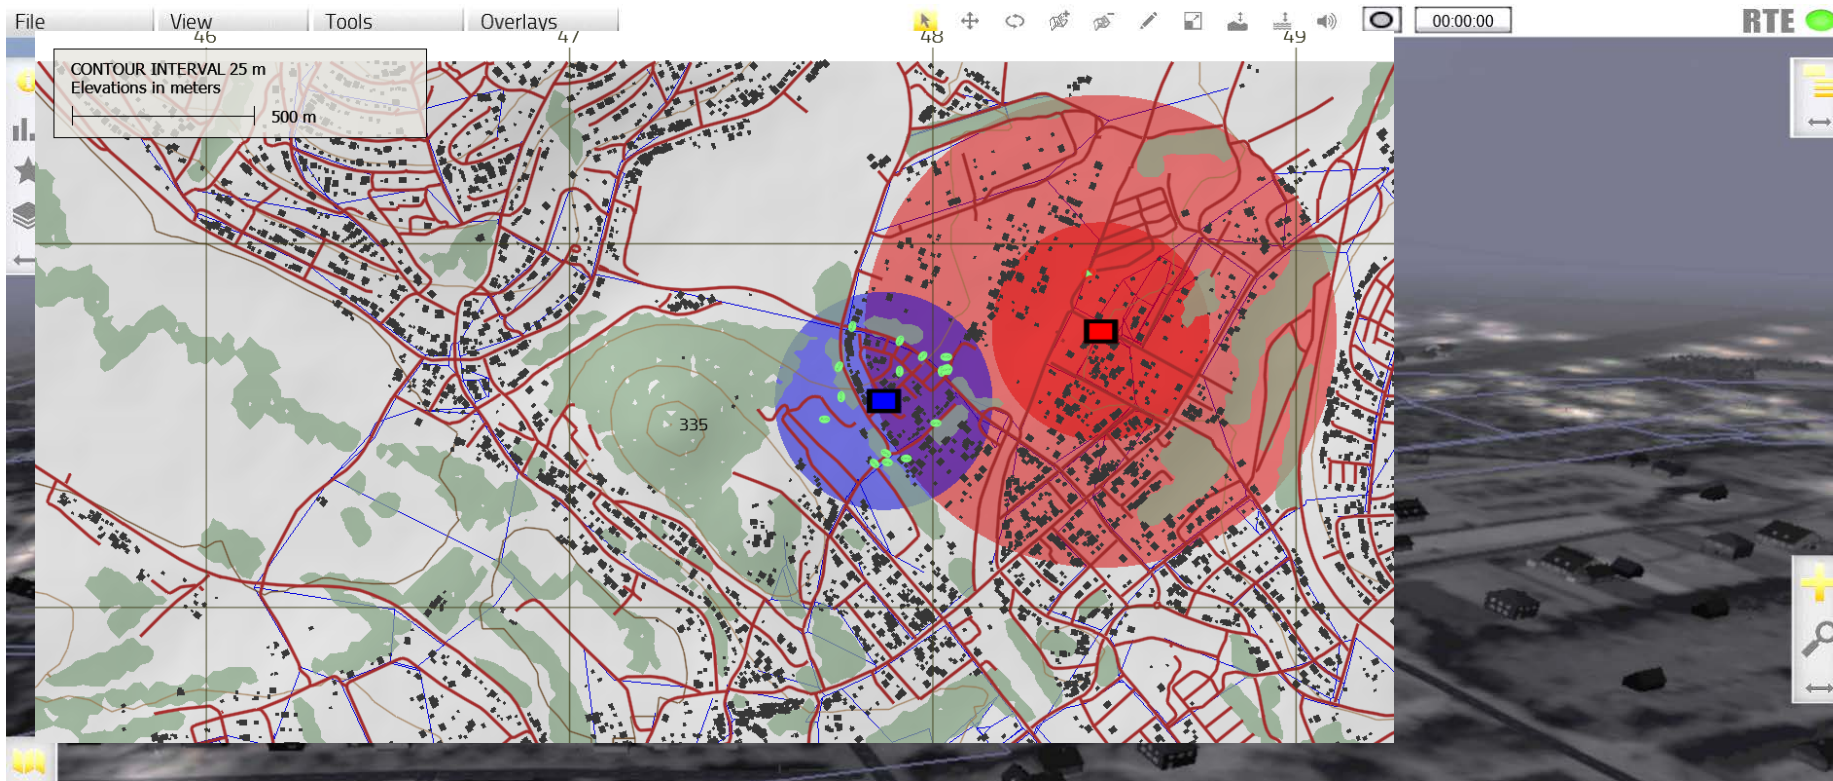 File View Tools Overlays 00:00:00 RTE
46 47 48 49
CONTOUR INTERVAL 25 m
Elevations in meters
500 m
335